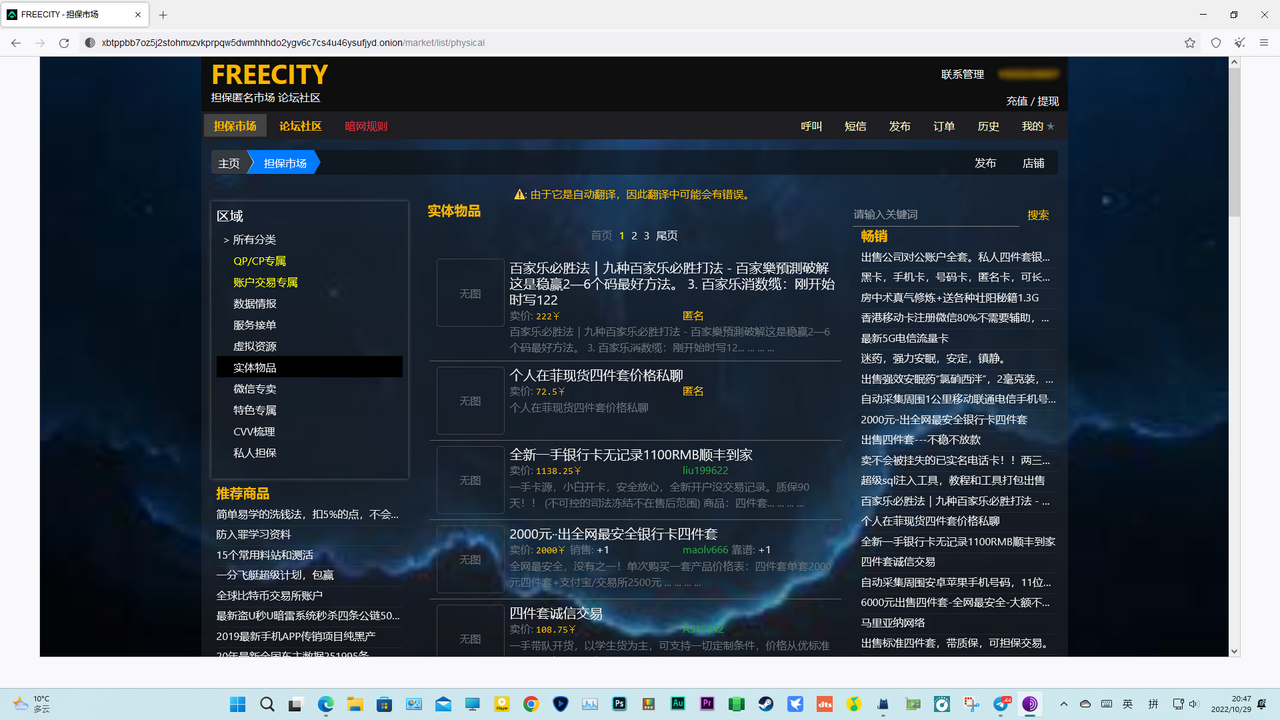 FREECITY - 担保市场
xbtppbb7oz5j2stohmxzvkprpqw5dwmhhhdo2ygv6c7cs4u46ysufjyd.onion/market/list/physical
FREECITY
担保匿名市场 论坛社区
联系管理
充值 / 提现
担保市场 论坛社区 暗网规则
呼叫 短信 发布 订单 历史 我的 ★
主页 担保市场
发布 店铺
⚠: 由于它是自动翻译，因此翻译中可能会有错误。
区域
> 所有分类
QP/CP专属
账户交易专属
数据情报
服务接单
虚拟资源
实体物品
微信专卖
特色专属
CVV梳理
私人担保
推荐商品
简单易学的洗钱法，扣5%的点，不会...
防入罪学习资料
15个常用料站和测活
一分飞艇超级计划，包赢
全球比特币交易所账户
最新盗U秒U暗雷系统秒杀四条公链50...
2019最新手机APP传销项目纯黑产
20年最新全国车主数据251995条
实体物品
首页 1 2 3 尾页
无图
百家乐必胜法 | 九种百家乐必胜打法 - 百家樂預測破解
这是稳赢2—6个码最好方法。 3. 百家乐消数缆：刚开始
时写122
卖价: 222￥
匿名
百家乐必胜法 | 九种百家乐必胜打法 - 百家樂預測破解这是稳赢2—6
个码最好方法。 3. 百家乐消数缆：刚开始时写12... ... ... ...
无图
个人在菲现货四件套价格私聊
卖价: 72.5￥
匿名
个人在菲现货四件套价格私聊
无图
全新一手银行卡无记录1100RMB顺丰到家
卖价: 1138.25￥
liu199622
一手卡源，小白开卡，安全放心，全新开户没交易记录。质保90
天！！(不可控的司法冻结不在售后范围) 商品：四件套... ... ... ...
无图
2000元··出全网最安全银行卡四件套
卖价: 2000￥ 销售: +1
maolv666 靠谱: +1
全网最安全，没有之一！单次购买一套产品价格表：四件套单套2000
元四件套+支付宝/交易所2500元 ... ... ... ...
无图
四件套诚信交易
卖价: 108.75￥
一手带队开货，以学生货为主，可支持一切定制条件，价格从优标准
请输入关键词
搜索
畅销
出售公司对公账户全套。私人四件套银...
黑卡，手机卡，号码卡，匿名卡，可长...
房中术真气修炼+送各种壮阳秘籍1.3G
香港移动卡注册微信80%不需要辅助，...
最新5G电信流量卡
迷药，强力安眠，安定，镇静。
出售强效安眠药“氯硝西泮”，2毫克装，...
自动采集周围1公里移动联通电信手机号...
2000元··出全网最安全银行卡四件套
出售四件套---不稳不放款
卖不会被挂失的已实名电话卡！！两三...
超级sql注入工具，教程和工具打包出售
百家乐必胜法 | 九种百家乐必胜打法 - ...
个人在菲现货四件套价格私聊
全新一手银行卡无记录1100RMB顺丰到家
四件套诚信交易
自动采集周围安卓苹果手机号码，11位...
6000元出售四件套-全网最安全-大额不...
马里亚纳网络
出售标准四件套，带质保，可担保交易。
10°C
多云
英
拼
20:47
2022/10/29